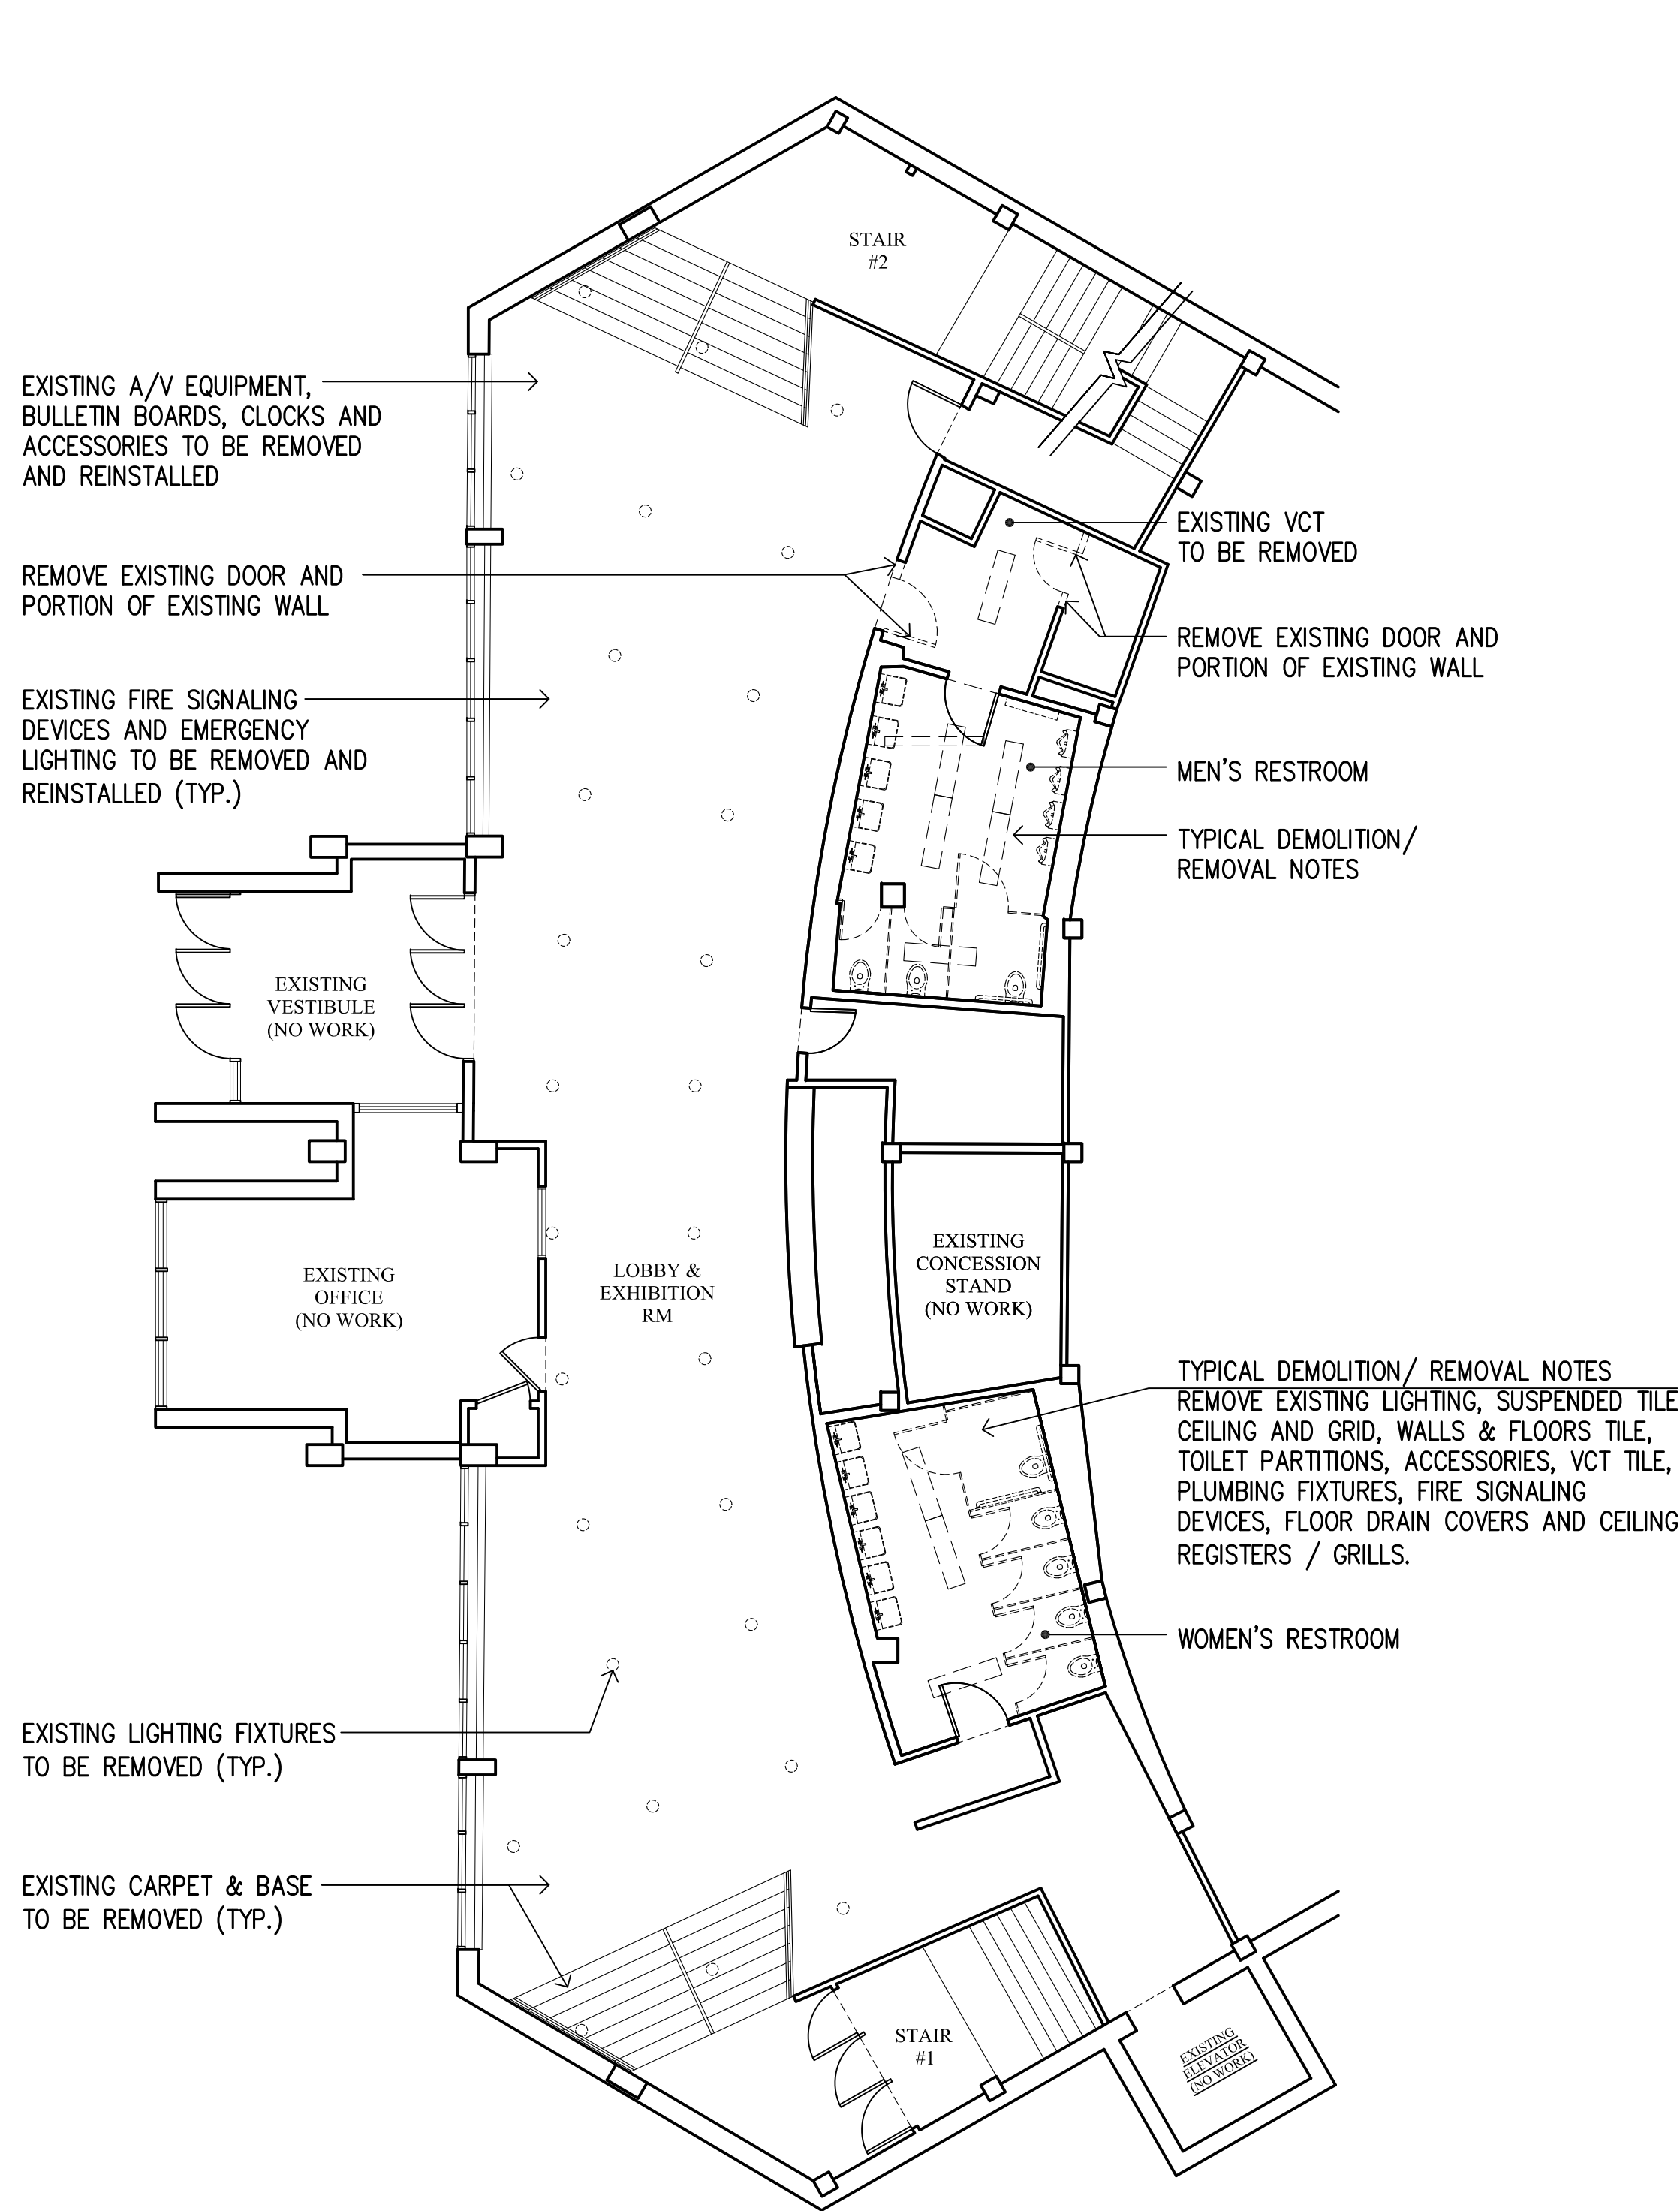 STAIR
#2
EXISTING A/V EQUIPMENT,
BULLETIN BOARDS, CLOCKS AND
ACCESSORIES TO BE REMOVED
AND REINSTALLED
EXISTING VCT
TO BE REMOVED
REMOVE EXISTING DOOR AND
PORTION OF EXISTING WALL
REMOVE EXISTING DOOR AND
PORTION OF EXISTING WALL
EXISTING FIRE SIGNALING
DEVICES AND EMERGENCY
LIGHTING TO BE REMOVED AND
REINSTALLED (TYP.)
MEN'S RESTROOM
TYPICAL DEMOLITION/
REMOVAL NOTES
EXISTING
VESTIBULE
(NO WORK)
EXISTING
OFFICE
(NO WORK)
LOBBY &
EXHIBITION
RM
EXISTING
CONCESSION
STAND
(NO WORK)
TYPICAL DEMOLITION/ REMOVAL NOTES
REMOVE EXISTING LIGHTING, SUSPENDED TILE
CEILING AND GRID, WALLS & FLOORS TILE,
TOILET PARTITIONS, ACCESSORIES, VCT TILE,
PLUMBING FIXTURES, FIRE SIGNALING
DEVICES, FLOOR DRAIN COVERS AND CEILING
REGISTERS / GRILLS.
WOMEN'S RESTROOM
EXISTING LIGHTING FIXTURES
TO BE REMOVED (TYP.)
EXISTING CARPET & BASE
TO BE REMOVED (TYP.)
STAIR
#1
EXISTING
ELEVATOR
(NO WORK)